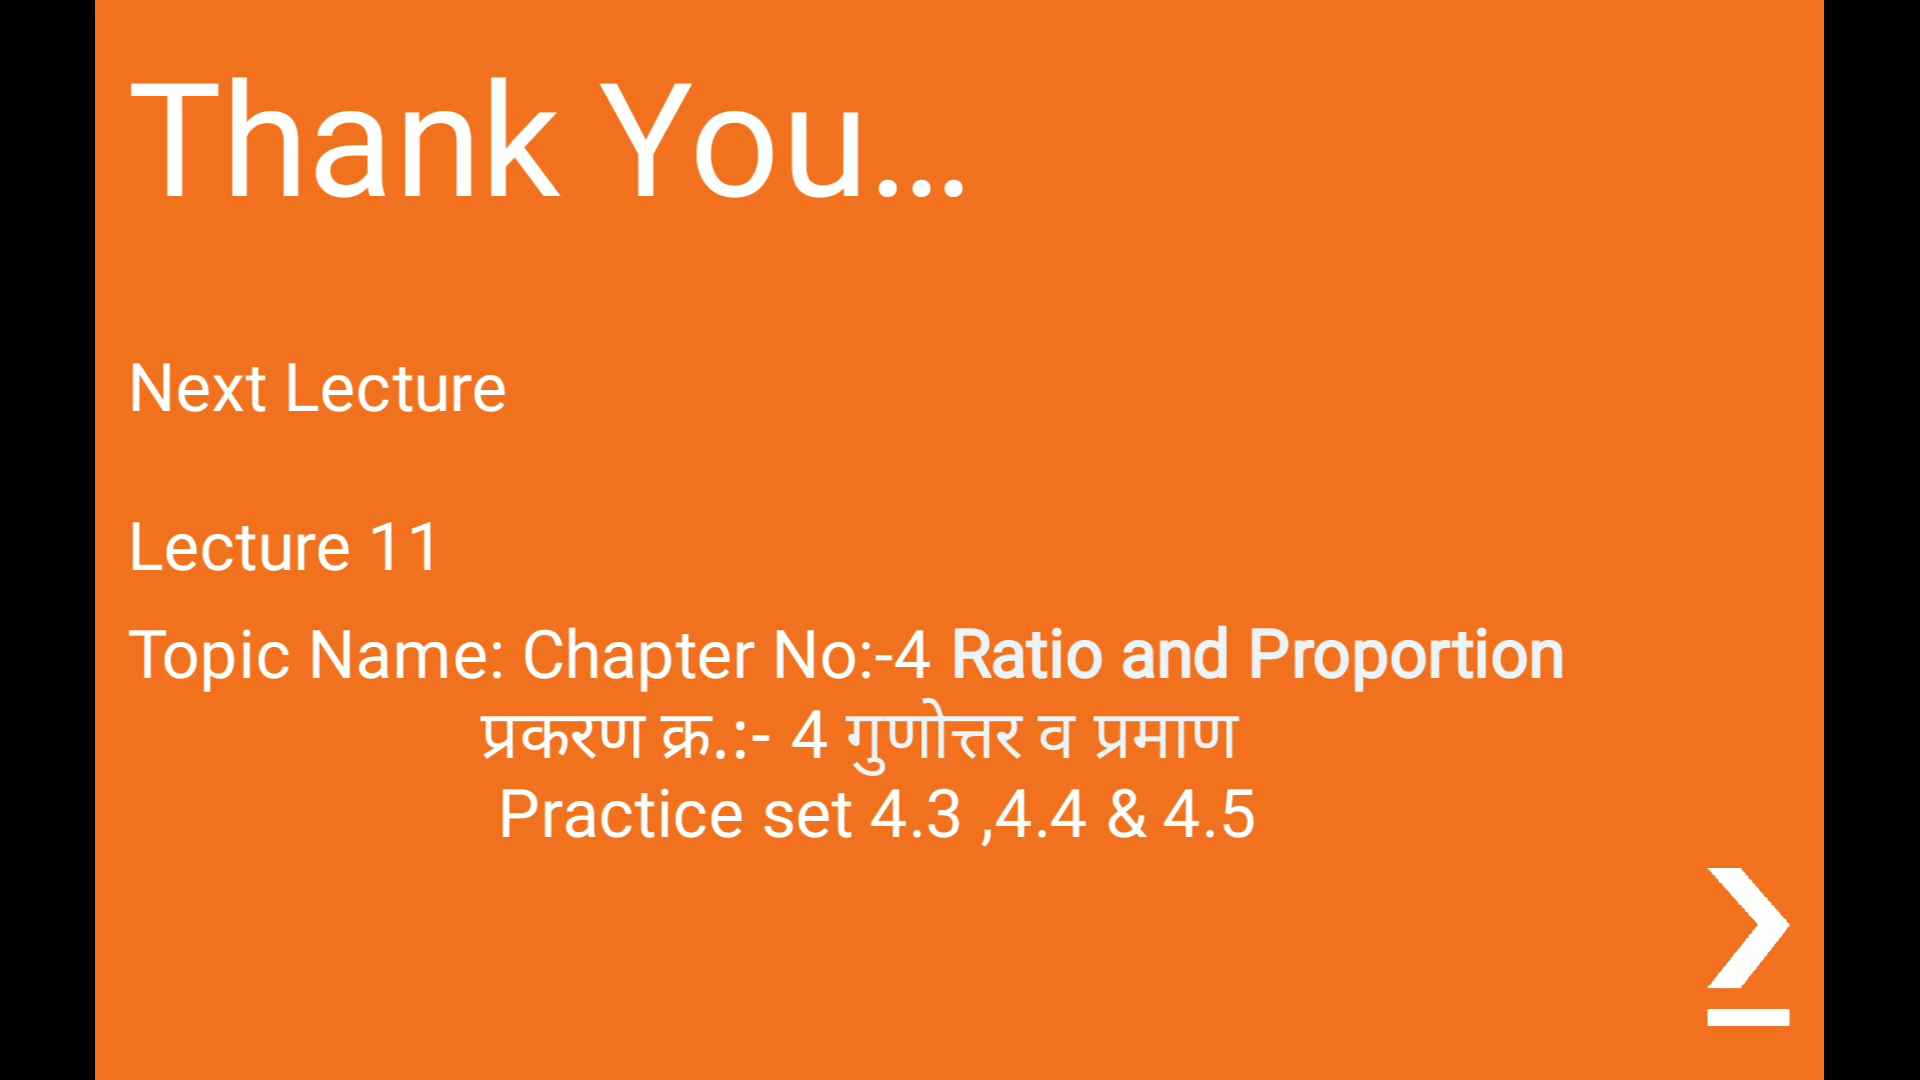 Thank You...
Next Lecture
Lecture 11
Topic Name: Chapter No:-4 Ratio and Proportion
प्रकरण क्र.:- 4 गुणोत्तर व प्रमाण
Practice set 4.3 ,4.4 & 4.5